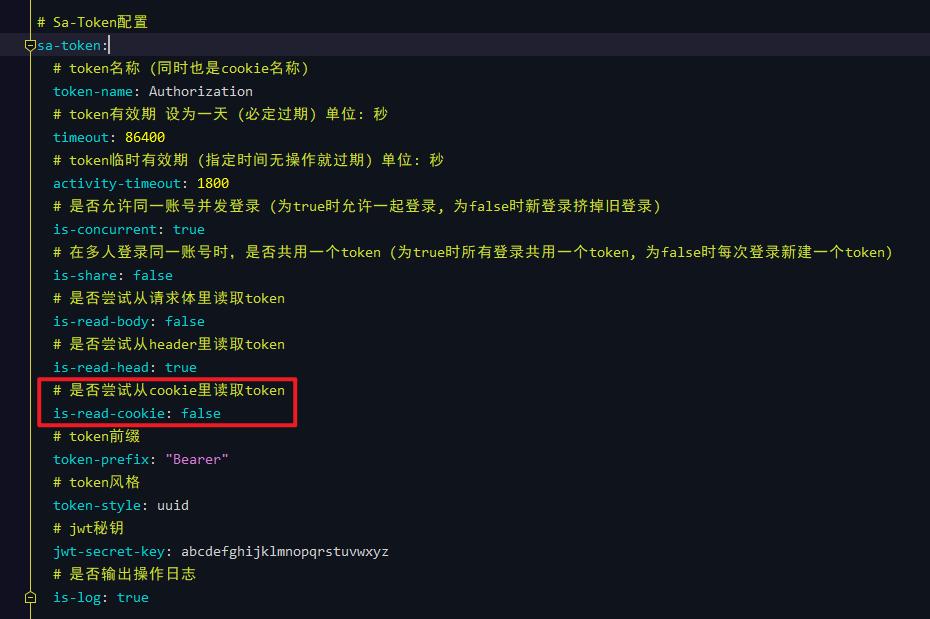 # Sa-Token配置
sa-token:
# token名称 (同时也是cookie名称)
token-name: Authorization
# token有效期 设为一天 (必定过期) 单位: 秒
timeout: 86400
# token临时有效期 (指定时间无操作就过期) 单位: 秒
activity-timeout: 1800
# 是否允许同一账号并发登录 (为true时允许一起登录, 为false时新登录挤掉旧登录)
is-concurrent: true
# 在多人登录同一账号时，是否共用一个token (为true时所有登录共用一个token, 为false时每次登录新建一个token)
is-share: false
# 是否尝试从请求体里读取token
is-read-body: false
# 是否尝试从header里读取token
is-read-head: true
# 是否尝试从cookie里读取token
is-read-cookie: false
# token前缀
token-prefix: "Bearer"
# token风格
token-style: uuid
# jwt秘钥
jwt-secret-key: abcdefghijklmnopqrstuvwxyz
# 是否输出操作日志
is-log: true